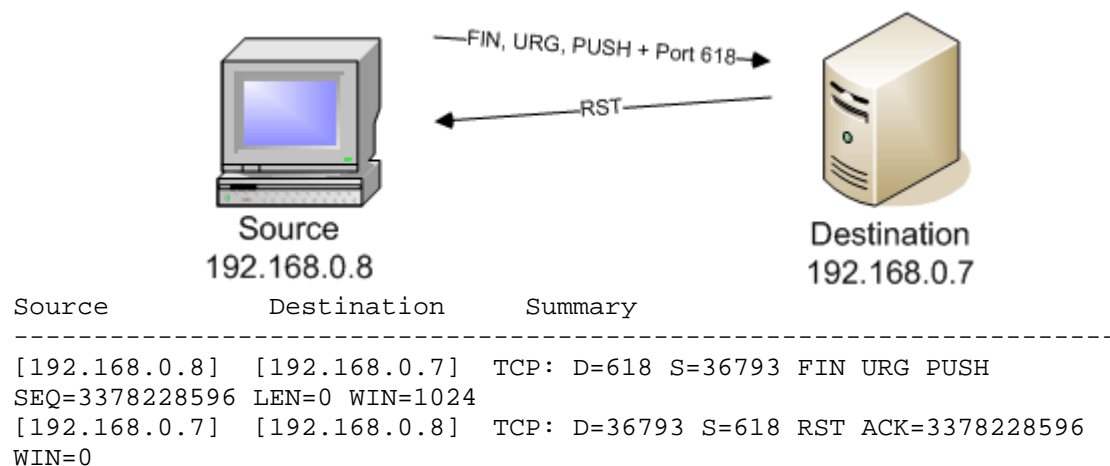 FIN, URG, PUSH + Port 618
RST
Source
192.168.0.8
Destination
192.168.0.7
Source Destination Summary
--------------------------------------------------------------------
[192.168.0.8] [192.168.0.7] TCP: D=618 S=36793 FIN URG PUSH
SEQ=3378228596 LEN=0 WIN=1024
[192.168.0.7] [192.168.0.8] TCP: D=36793 S=618 RST ACK=3378228596
WIN=0